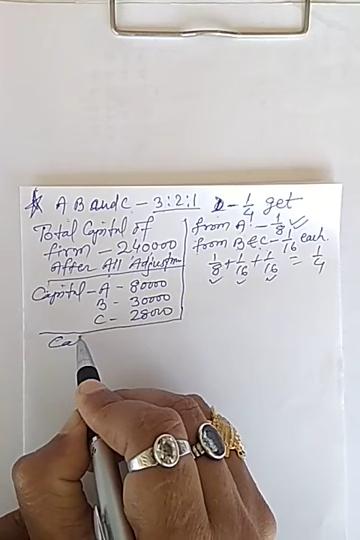 * A B and C - 3:2:1 D - 1/4 get
Total Capital of
firm - 240000
After All Adjustm
Capital - A - 80000
B - 30000
C - 28000
from A - 1/8 ✓
from B & C - 1/16 each.
1/8 + 1/16 + 1/16 = 1/4
Ca